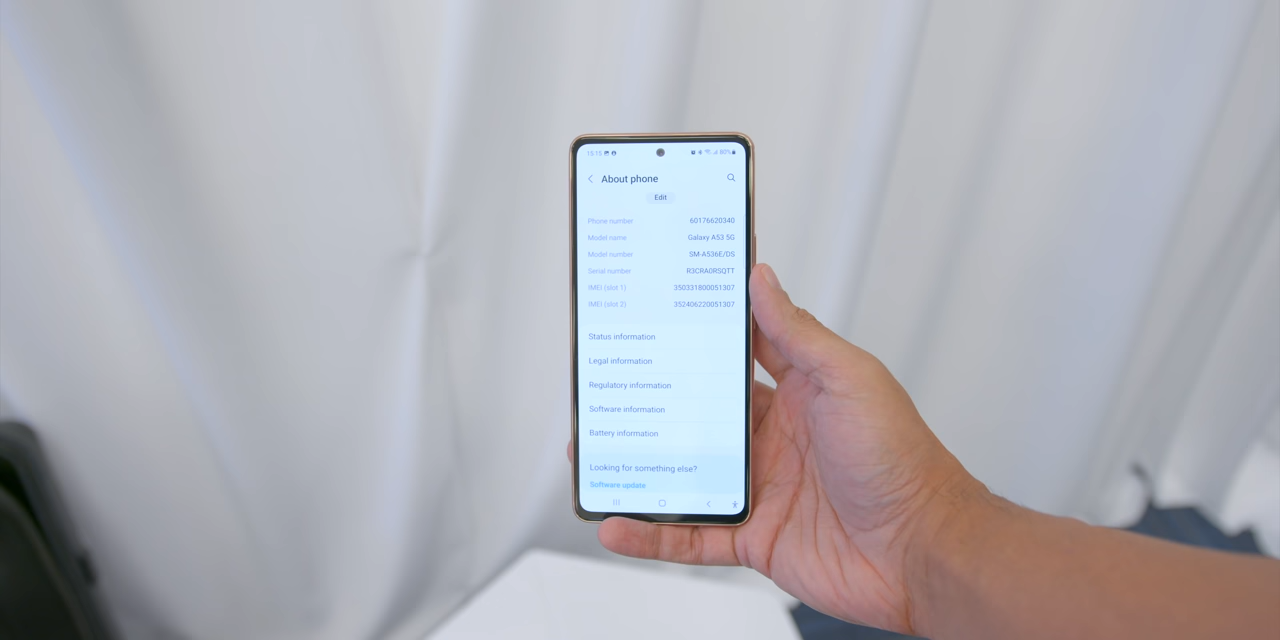 15:15 80%
About phone
Edit
Phone number 60176620340
Model name Galaxy A53 5G
Model number SM-A536E/DS
Serial number R3CRA0RSQTT
IMEI (slot 1) 350331800051307
IMEI (slot 2) 352406220051307
Status information
Legal information
Regulatory information
Software information
Battery information
Looking for something else?
Software update